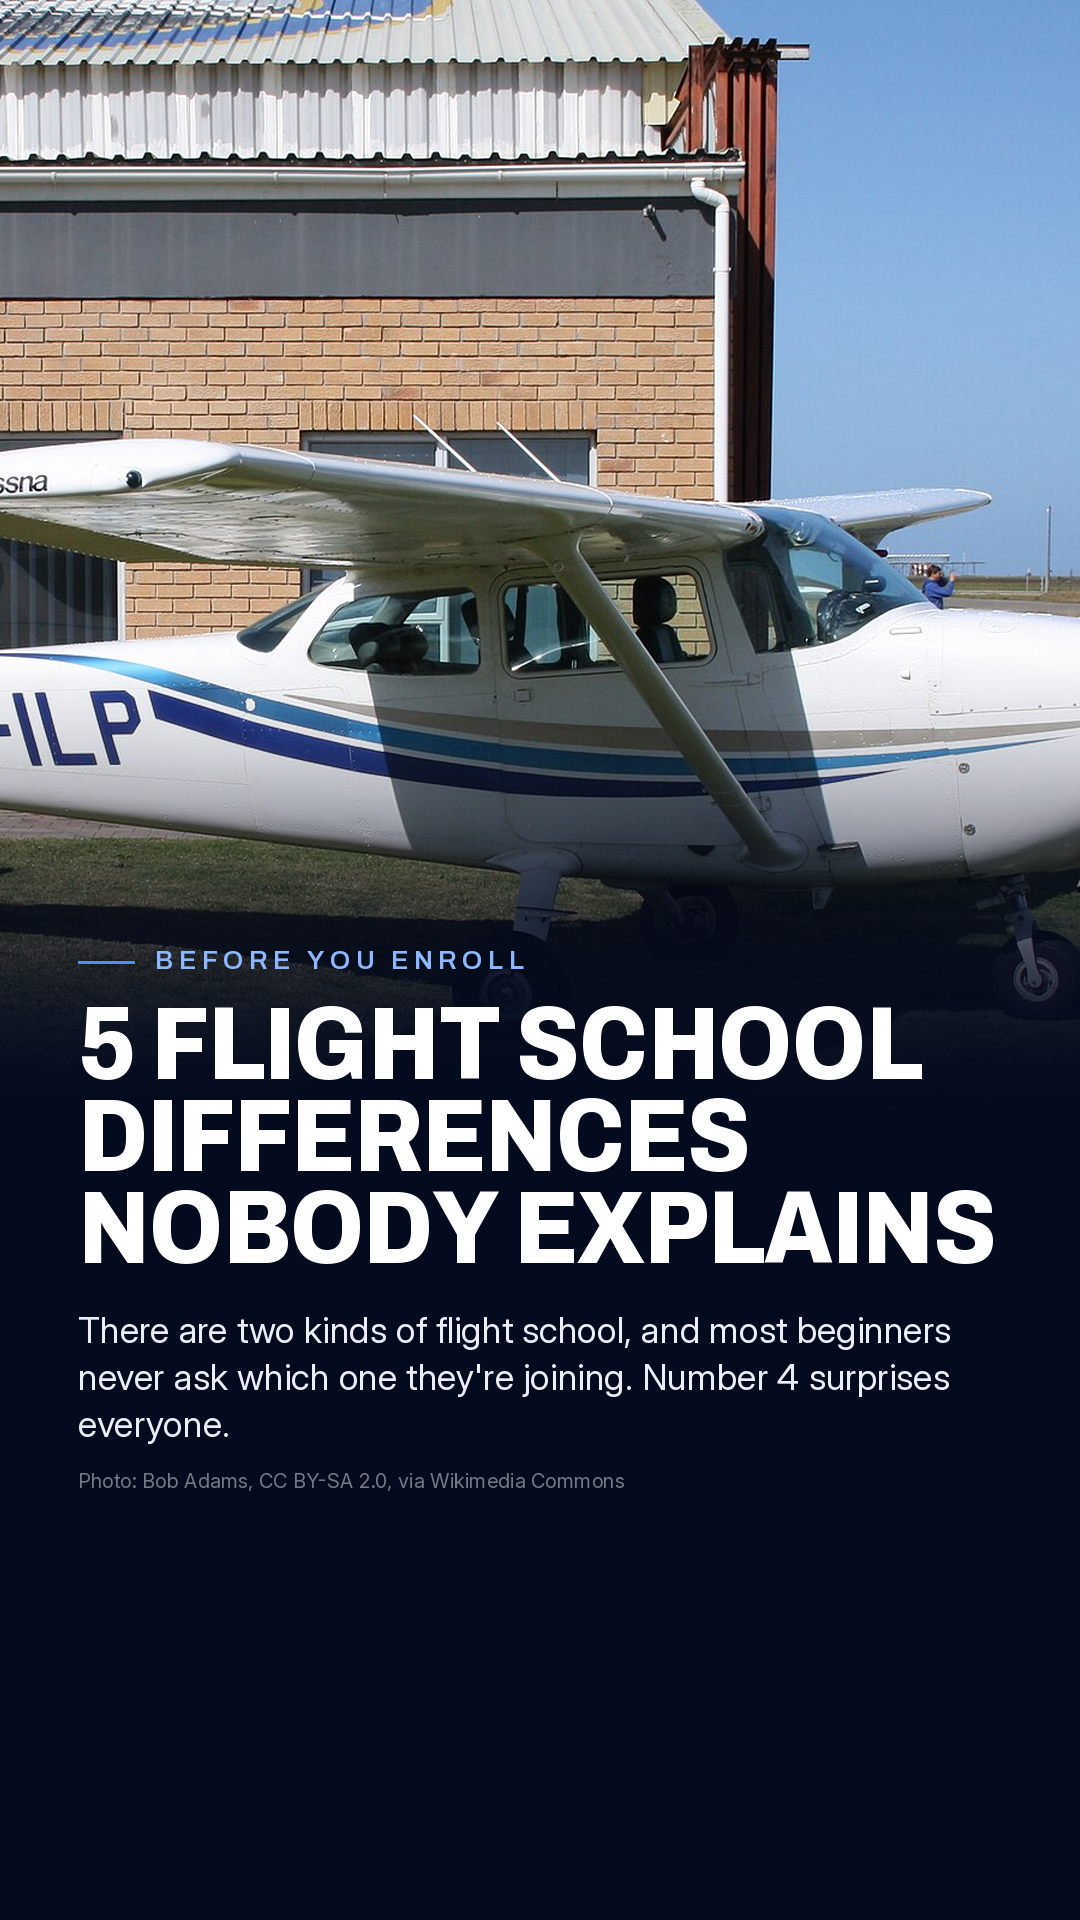 ssna
-ILP
BEFORE YOU ENROLL
5 FLIGHT SCHOOL
DIFFERENCES
NOBODY EXPLAINS
There are two kinds of flight school, and most beginners
never ask which one they're joining. Number 4 surprises
everyone.
Photo: Bob Adams, CC BY-SA 2.0, via Wikimedia Commons